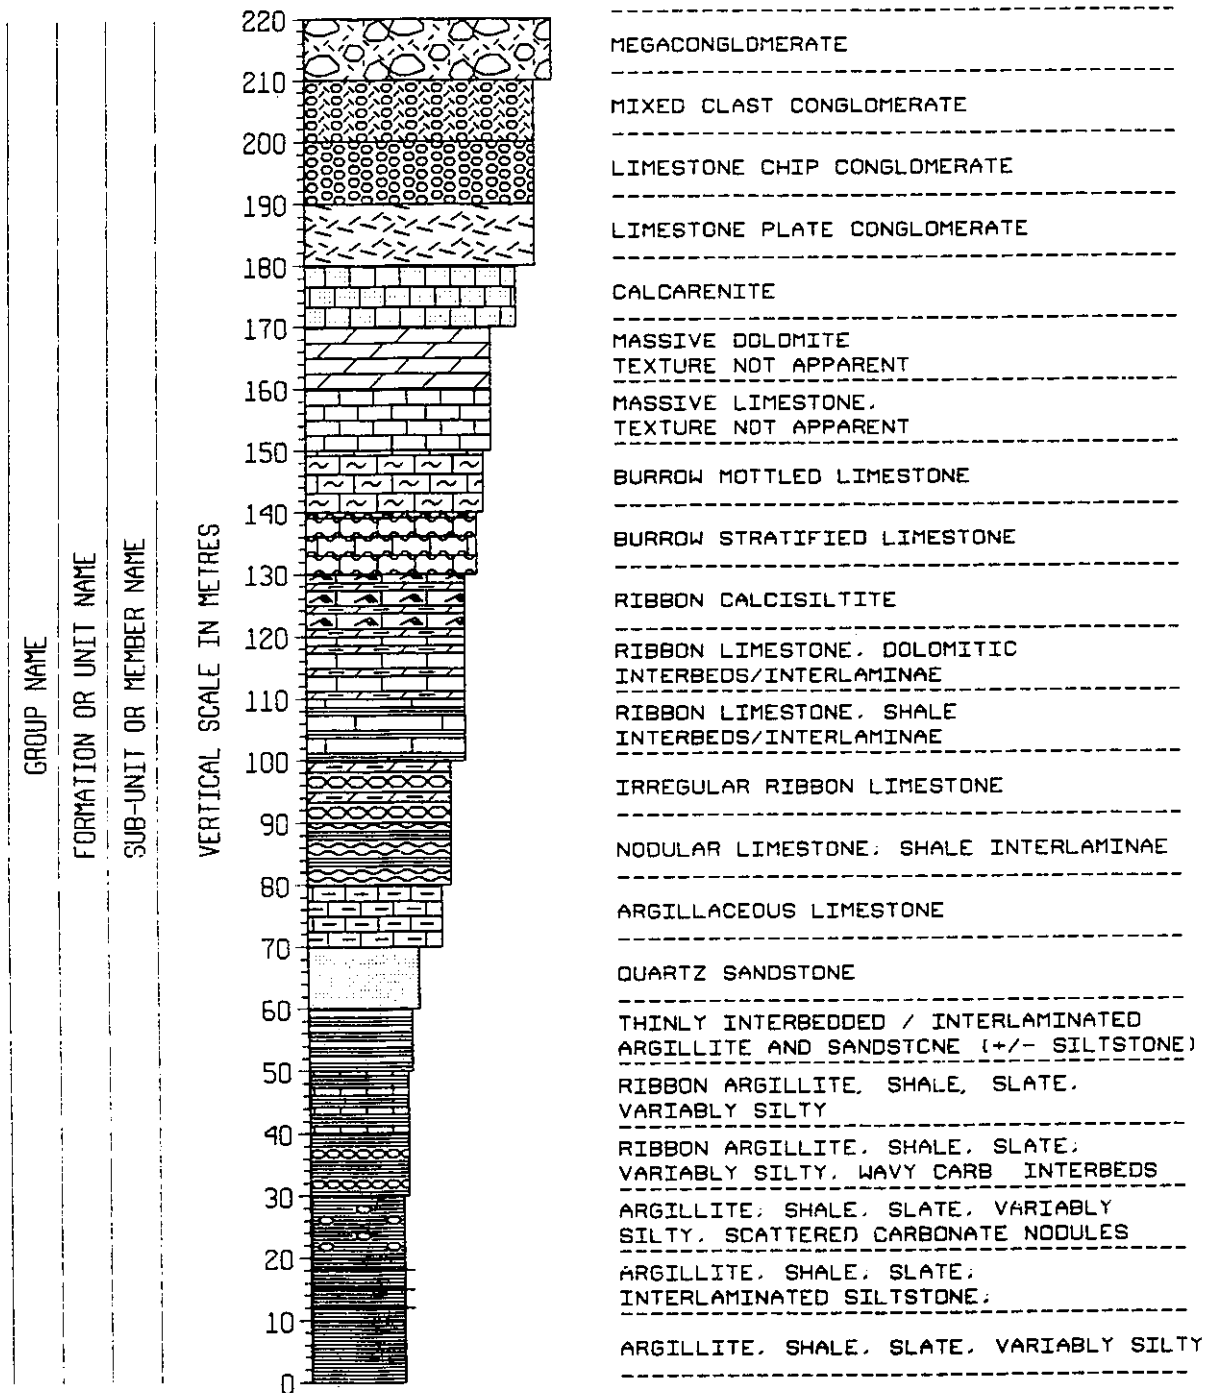 GROUP NAME
FORMATION OR UNIT NAME
SUB-UNIT OR MEMBER NAME
VERTICAL SCALE IN METRES
220
210
200
190
180
170
160
150
140
130
120
110
100
90
80
70
60
50
40
30
20
10
0
MEGACONGLOMERATE
MIXED CLAST CONGLOMERATE
LIMESTONE CHIP CONGLOMERATE
LIMESTONE PLATE CONGLOMERATE
CALCARENITE
MASSIVE DOLOMITE
TEXTURE NOT APPARENT
MASSIVE LIMESTONE,
TEXTURE NOT APPARENT
BURROW MOTTLED LIMESTONE
BURROW STRATIFIED LIMESTONE
RIBBON CALCISILTITE
RIBBON LIMESTONE, DOLOMITIC
INTERBEDS/INTERLAMINAE
RIBBON LIMESTONE, SHALE
INTERBEDS/INTERLAMINAE
IRREGULAR RIBBON LIMESTONE
NODULAR LIMESTONE; SHALE INTERLAMINAE
ARGILLACEOUS LIMESTONE
QUARTZ SANDSTONE
THINLY INTERBEDDED / INTERLAMINATED
ARGILLITE AND SANDSTONE (+/- SILTSTONE)
RIBBON ARGILLITE, SHALE, SLATE,
VARIABLY SILTY
RIBBON ARGILLITE, SHALE, SLATE;
VARIABLY SILTY, WAVY CARB INTERBEDS
ARGILLITE; SHALE, SLATE, VARIABLY
SILTY, SCATTERED CARBONATE NODULES
ARGILLITE, SHALE; SLATE;
INTERLAMINATED SILTSTONE;
ARGILLITE, SHALE, SLATE, VARIABLY SILTY